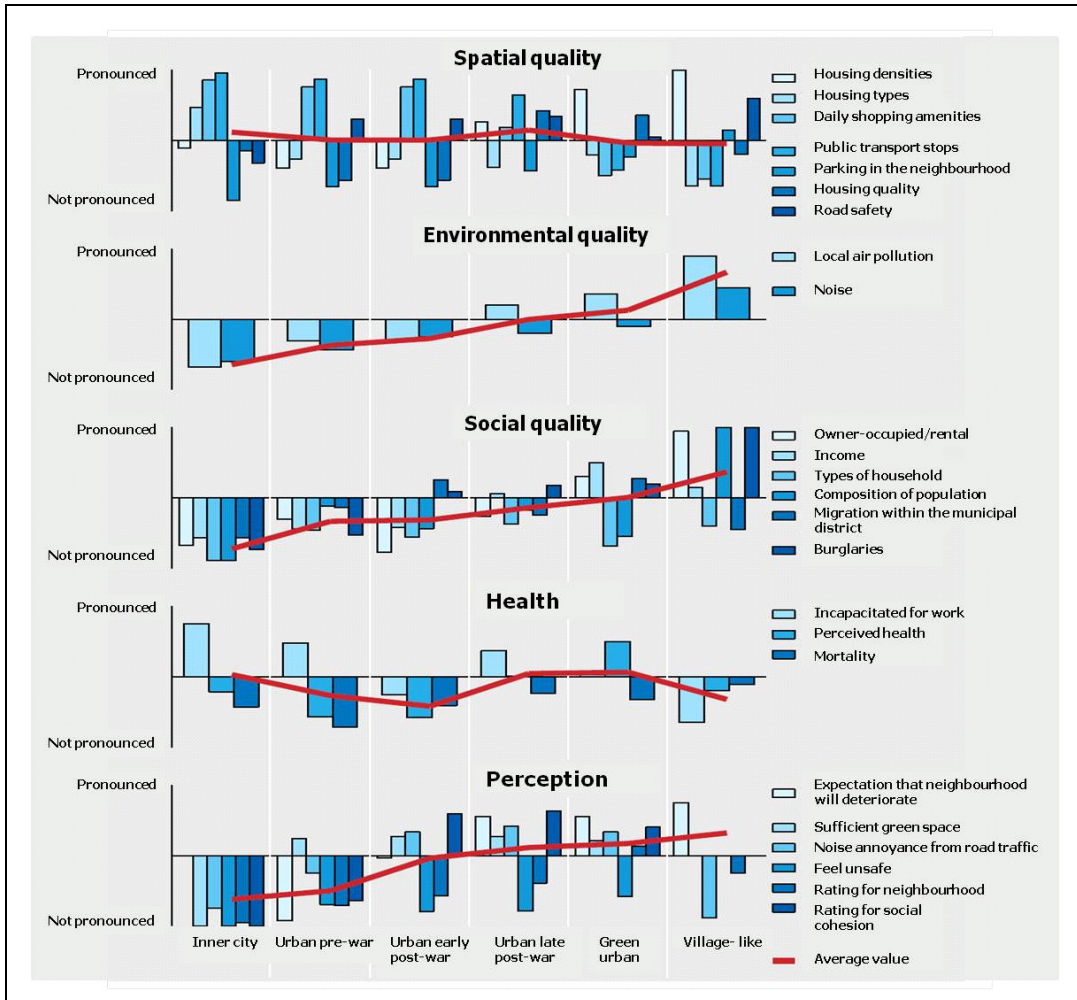 Spatial quality
Pronounced
Not pronounced
Housing densities
Housing types
Daily shopping amenities
Public transport stops
Parking in the neighbourhood
Housing quality
Road safety
Environmental quality
Pronounced
Not pronounced
Local air pollution
Noise
Social quality
Pronounced
Not pronounced
Owner-occupied/rental
Income
Types of household
Composition of population
Migration within the municipal
district
Burglaries
Health
Pronounced
Not pronounced
Incapacitated for work
Perceived health
Mortality
Perception
Pronounced
Not pronounced
Expectation that neighbourhood
will deteriorate
Sufficient green space
Noise annoyance from road traffic
Feel unsafe
Rating for neighbourhood
Rating for social
cohesion
Average value
Inner city
Urban pre-war
Urban early
post-war
Urban late
post-war
Green
urban
Village- like